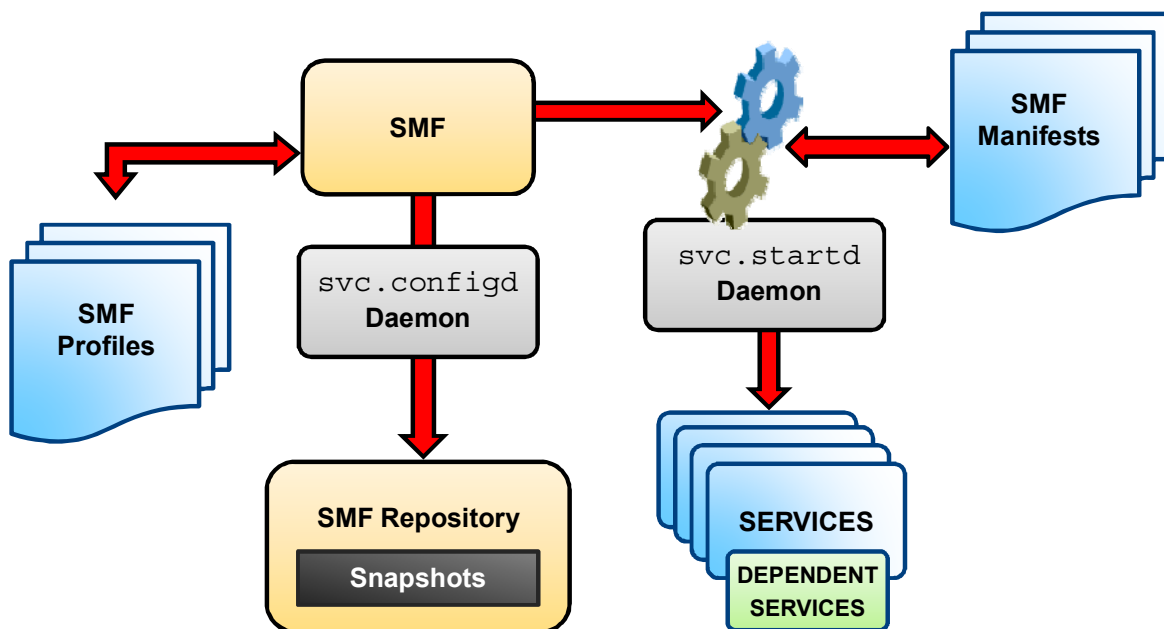 SMF
SMF
Manifests
svc.configd
Daemon
svc.startd
Daemon
SMF
Profiles
SMF Repository
Snapshots
SERVICES
DEPENDENT
SERVICES